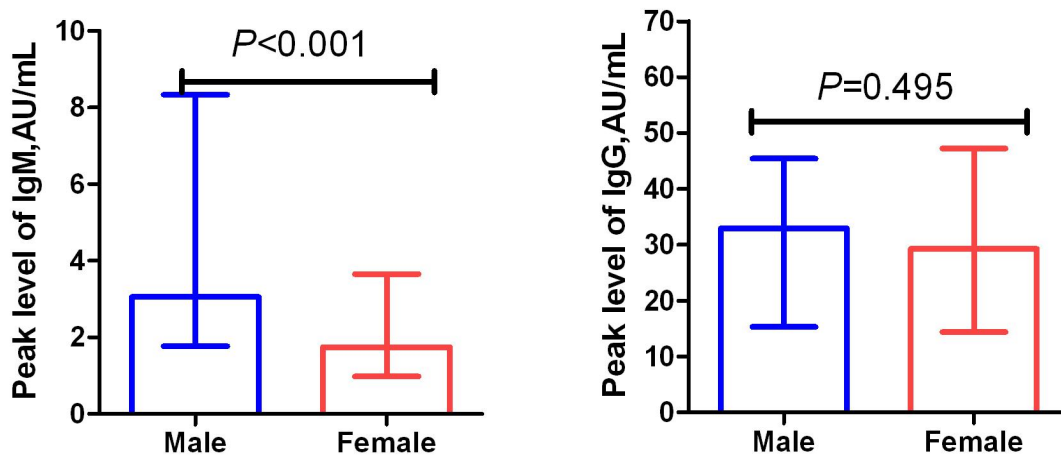 Peak level of IgM,AU/mL
10
8
6
4
2
0
P<0.001
Male
Female
Peak level of IgG,AU/mL
70
60
50
40
30
20
10
0
P=0.495
Male
Female